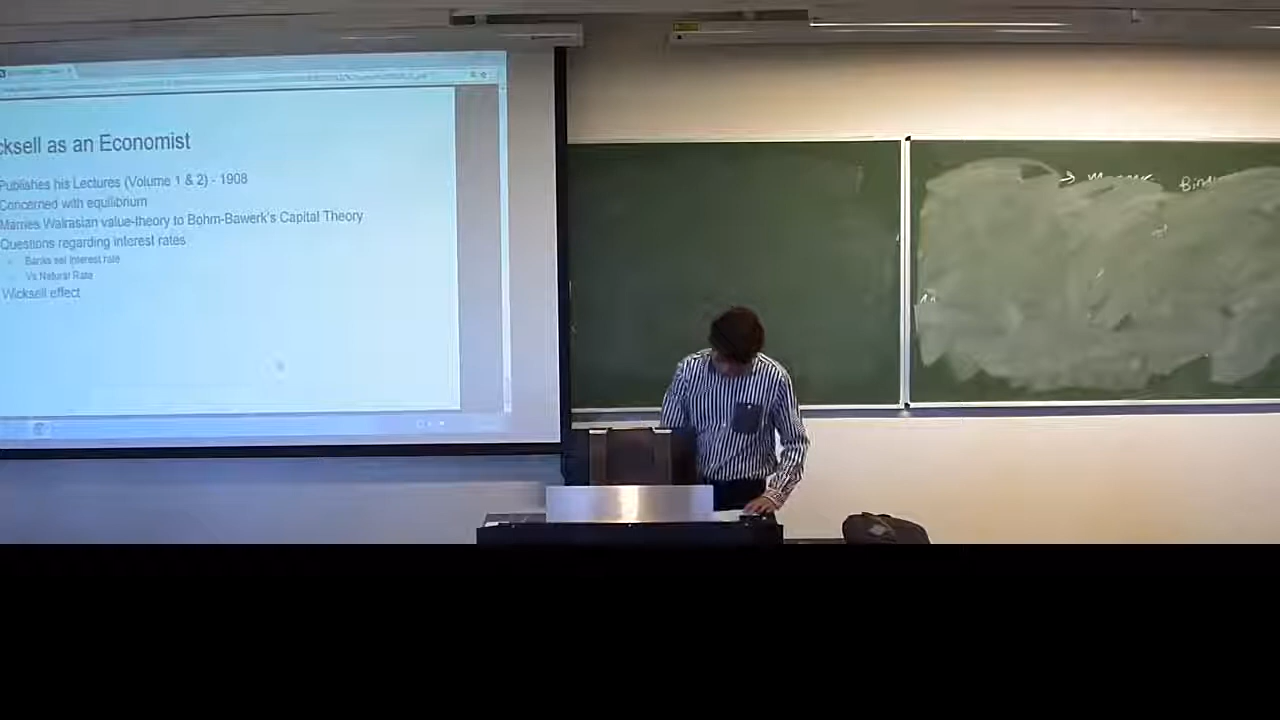 cksell as an Economist
Publishes his Lectures (Volume 1 & 2) - 1908
Concerned with equilibrium
Marries Walrasian value-theory to Bohm-Bawerk's Capital Theory
Questions regarding interest rates
Banks set interest rate
Vs Natural Rate
Wicksell effect